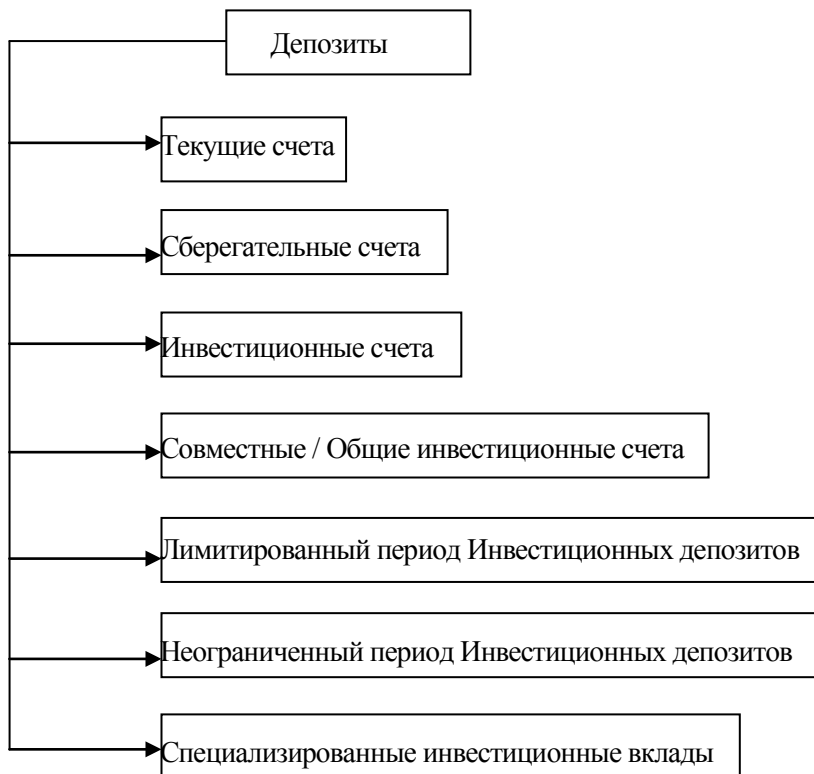 Депозиты
Текущие счета
Сберегательные счета
Инвестиционные счета
Совместные / Общие инвестиционные счета
Лимитированный период Инвестиционных депозитов
Неограниченный период Инвестиционных депозитов
Специализированные инвестиционные вклады